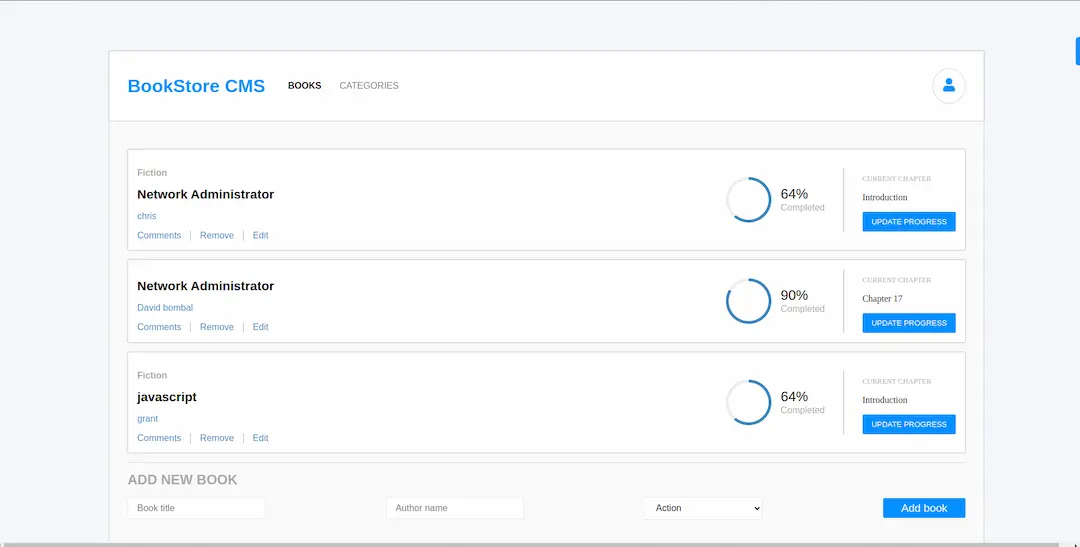 BookStore CMS BOOKS CATEGORIES
Fiction
Network Administrator
chris
Comments Remove Edit
64%
Completed
CURRENT CHAPTER
Introduction
UPDATE PROGRESS
Network Administrator
David bombal
Comments Remove Edit
90%
Completed
CURRENT CHAPTER
Chapter 17
UPDATE PROGRESS
Fiction
javascript
grant
Comments Remove Edit
64%
Completed
CURRENT CHAPTER
Introduction
UPDATE PROGRESS
ADD NEW BOOK
Book title Author name Action Add book